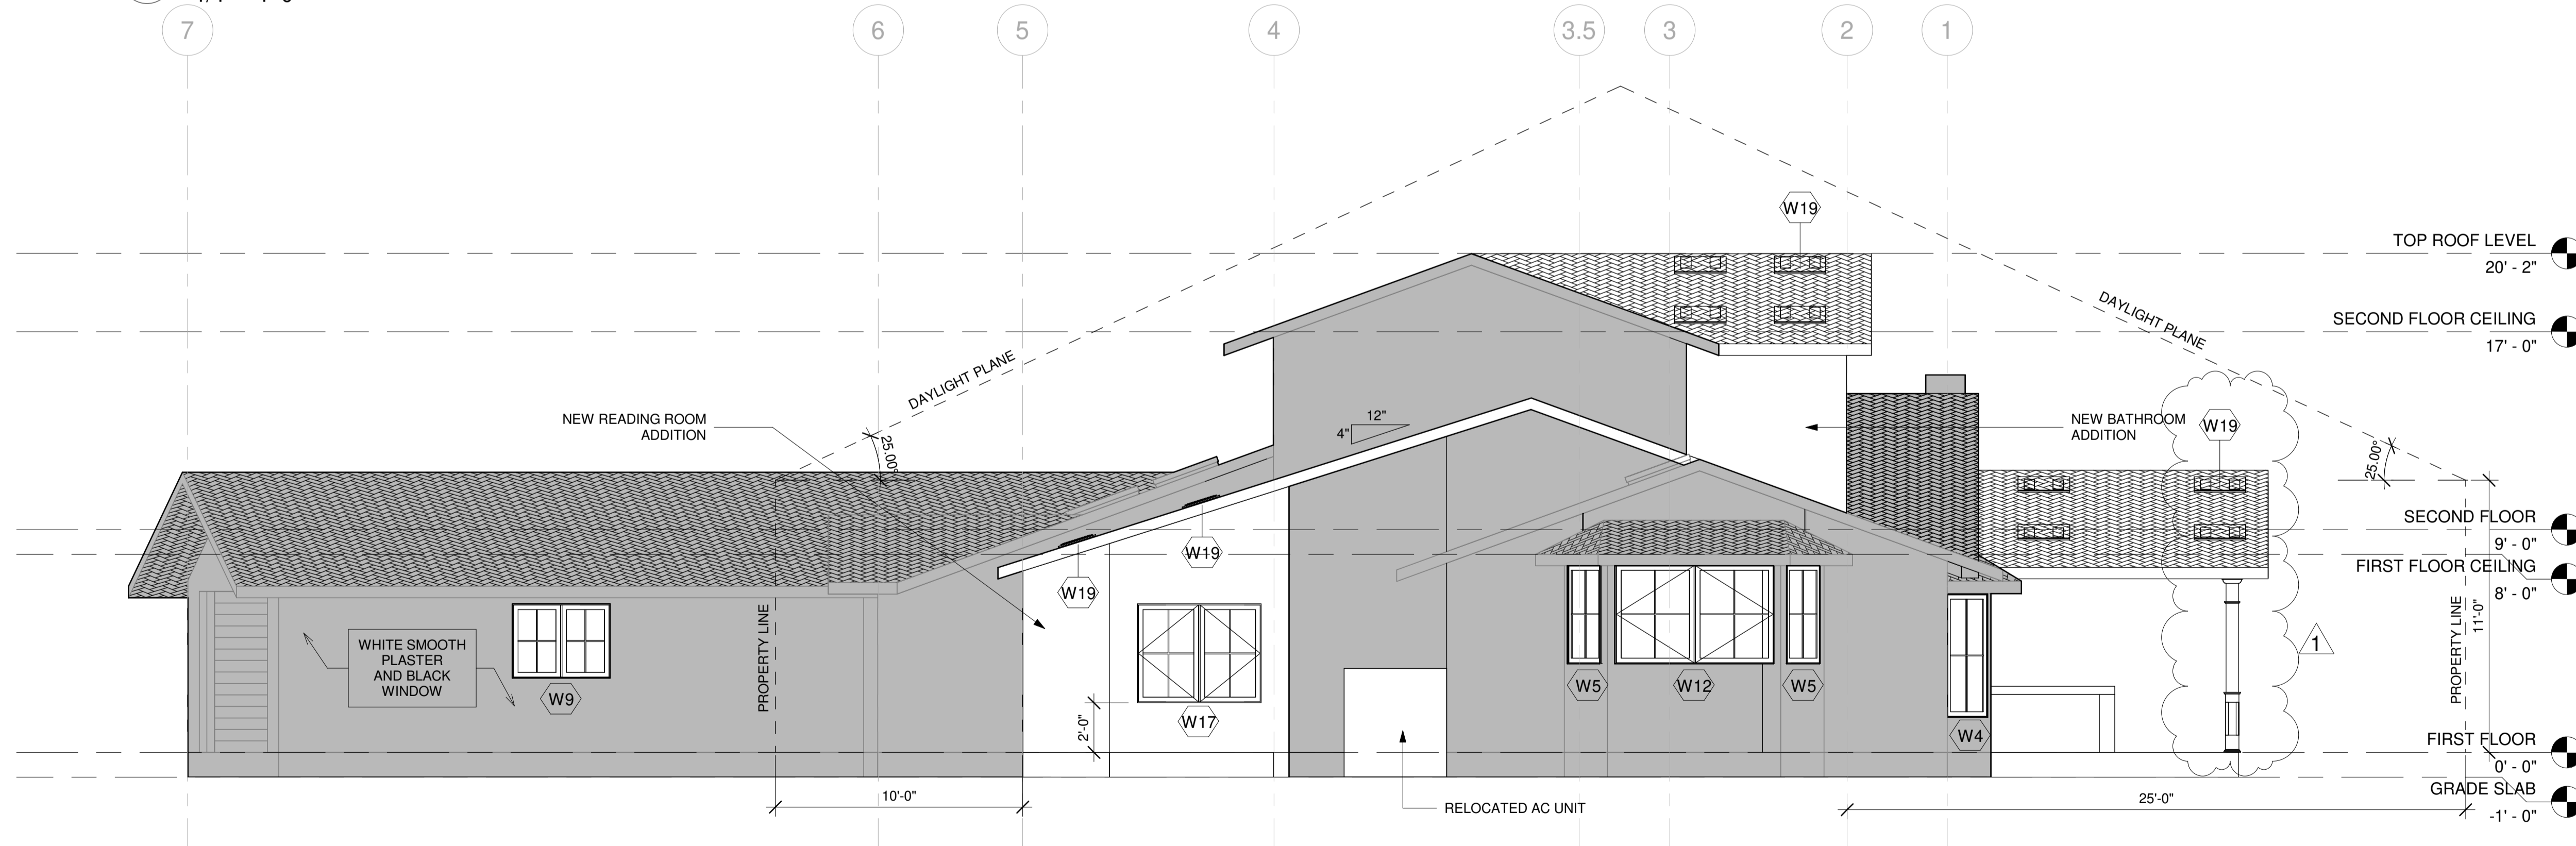 7
6
5
4
3.5
3
2
1
W19
TOP ROOF LEVEL
20' - 2"
DAYLIGHT PLANE
SECOND FLOOR CEILING
17' - 0"
DAYLIGHT PLANE
NEW READING ROOM
ADDITION
25.00°
12"
4"
NEW BATHROOM
ADDITION
W19
25.00°
SECOND FLOOR
9' - 0"
FIRST FLOOR CEILING
8' - 0"
W19
W19
PROPERTY LINE
PROPERTY LINE
11'-0"
WHITE SMOOTH
PLASTER
AND BLACK
WINDOW
W9
2'-0"
W17
W5
W12
W5
W4
1
FIRST FLOOR
0' - 0"
GRADE SLAB
-1' - 0"
10'-0"
RELOCATED AC UNIT
25'-0"